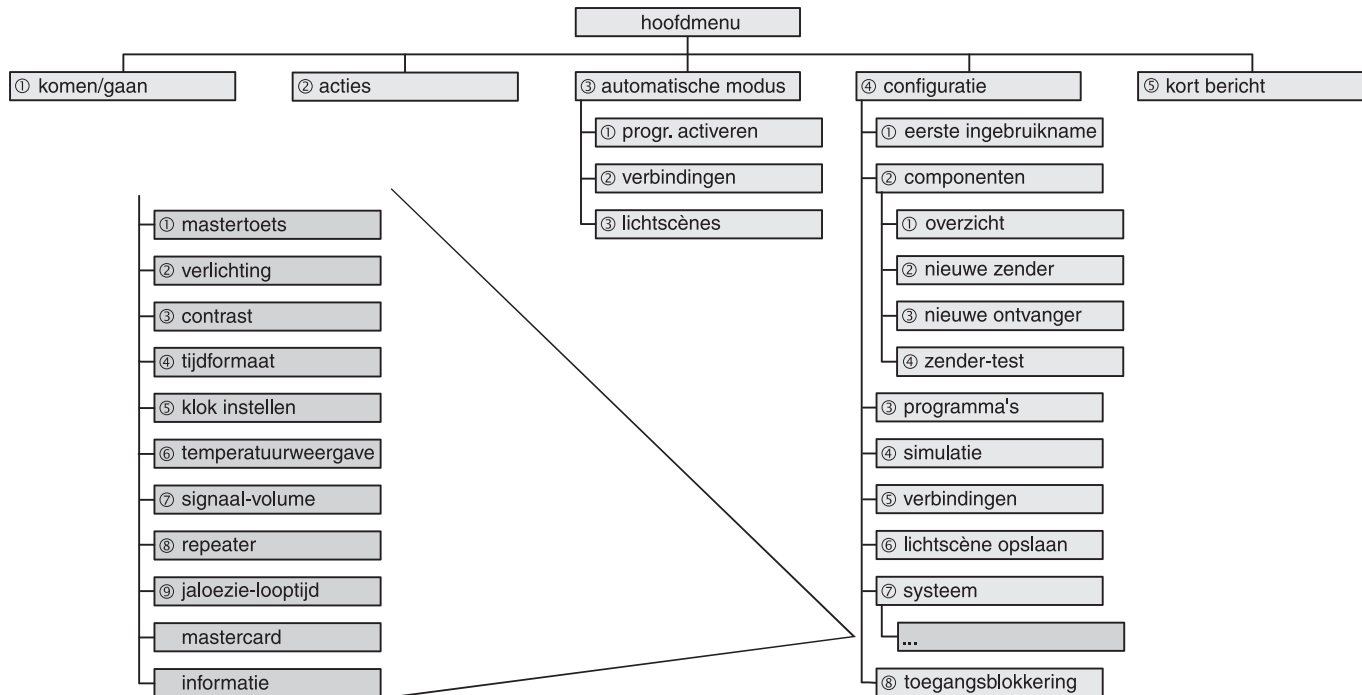 hoofdmenu
① komen/gaan
② acties
③ automatische modus
① progr. activeren
② verbindingen
③ lichtscènes
④ configuratie
① eerste ingebruikname
② componenten
① overzicht
② nieuwe zender
③ nieuwe ontvanger
④ zender-test
③ programma's
④ simulatie
⑤ verbindingen
⑥ lichtscène opslaan
⑦ systeem
...
⑧ toegangsblokkering
⑤ kort bericht
① mastertoets
② verlichting
③ contrast
④ tijdformaat
⑤ klok instellen
⑥ temperatuurweergave
⑦ signaal-volume
⑧ repeater
⑨ jaloezie-looptijd
mastercard
informatie